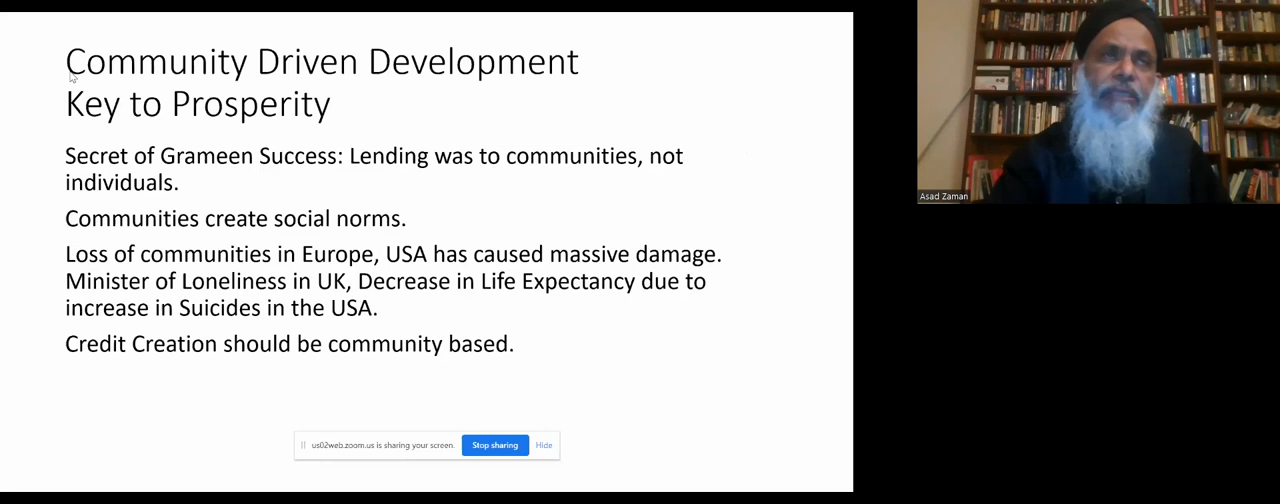 Community Driven Development
Key to Prosperity
Secret of Grameen Success: Lending was to communities, not
individuals.
Communities create social norms.
Loss of communities in Europe, USA has caused massive damage.
Minister of Loneliness in UK, Decrease in Life Expectancy due to
increase in Suicides in the USA.
Credit Creation should be community based.
us02web.zoom.us is sharing your screen.
Stop sharing
Hide
Asad Zaman